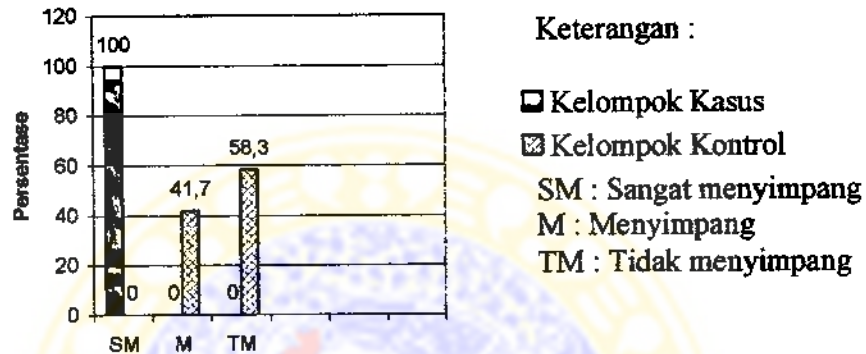 120
100
80
60
40
20
0
Persentase
100
0
0
41,7
0
58,3
SM M TM
Keterangan :
Kelompok Kasus
Kelompok Kontrol
SM : Sangat menyimpang
M : Menyimpang
TM : Tidak menyimpang